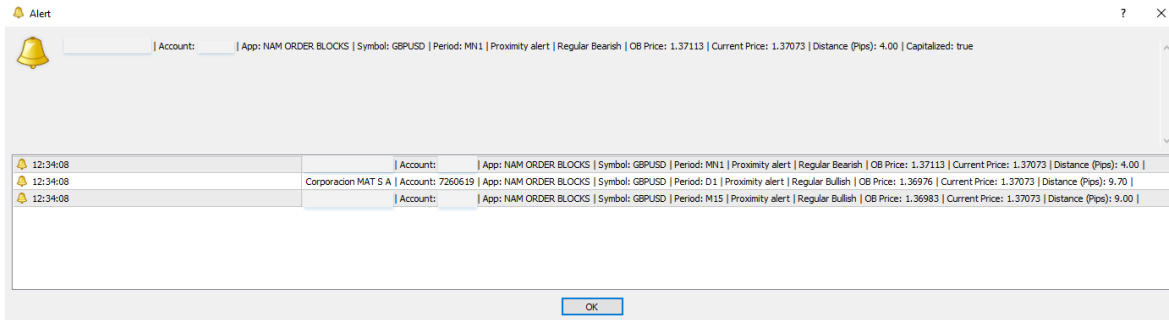 Alert
?
| Account: | App: NAM ORDER BLOCKS | Symbol: GBPUSD | Period: MN1 | Proximity alert | Regular Bearish | OB Price: 1.37113 | Current Price: 1.37073 | Distance (Pips): 4.00 | Capitalized: true
12:34:08 | Account: | App: NAM ORDER BLOCKS | Symbol: GBPUSD | Period: MN1 | Proximity alert | Regular Bearish | OB Price: 1.37113 | Current Price: 1.37073 | Distance (Pips): 4.00 |
12:34:08 Corporacion MAT S A | Account: 7260619 | App: NAM ORDER BLOCKS | Symbol: GBPUSD | Period: D1 | Proximity alert | Regular Bullish | OB Price: 1.36976 | Current Price: 1.37073 | Distance (Pips): 9.70 |
12:34:08 | Account: | App: NAM ORDER BLOCKS | Symbol: GBPUSD | Period: M15 | Proximity alert | Regular Bullish | OB Price: 1.36983 | Current Price: 1.37073 | Distance (Pips): 9.00 |
OK